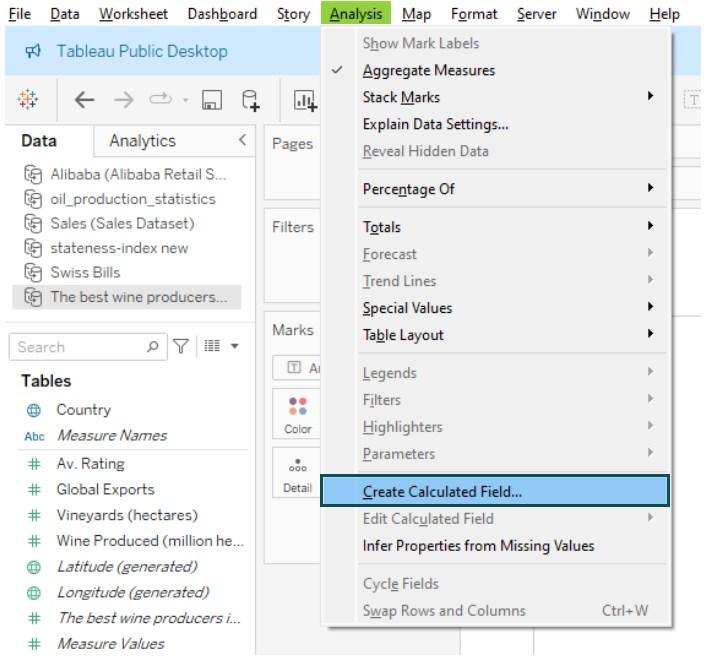 File Data Worksheet Dashboard Story Analysis Map Format Server Window Help
Tableau Public Desktop
Data
Analytics
Alibaba (Alibaba Retail S...
oil_production_statistics
Sales (Sales Dataset)
stateness-index new
Swiss Bills
The best wine producers...
Search
Tables
Country
Abc Measure Names
# Av. Rating
# Global Exports
# Vineyards (hectares)
# Wine Produced (million he...
Latitude (generated)
Longitude (generated)
# The best wine producers i...
# Measure Values
Pages
Filters
Marks
T
Color
Detail
Show Mark Labels
Aggregate Measures
Stack Marks
Explain Data Settings...
Reveal Hidden Data
Percentage Of
Totals
Forecast
Trend Lines
Special Values
Table Layout
Legends
Filters
Highlighters
Parameters
Create Calculated Field...
Edit Calculated Field
Infer Properties from Missing Values
Cycle Fields
Swap Rows and Columns Ctrl+W
T